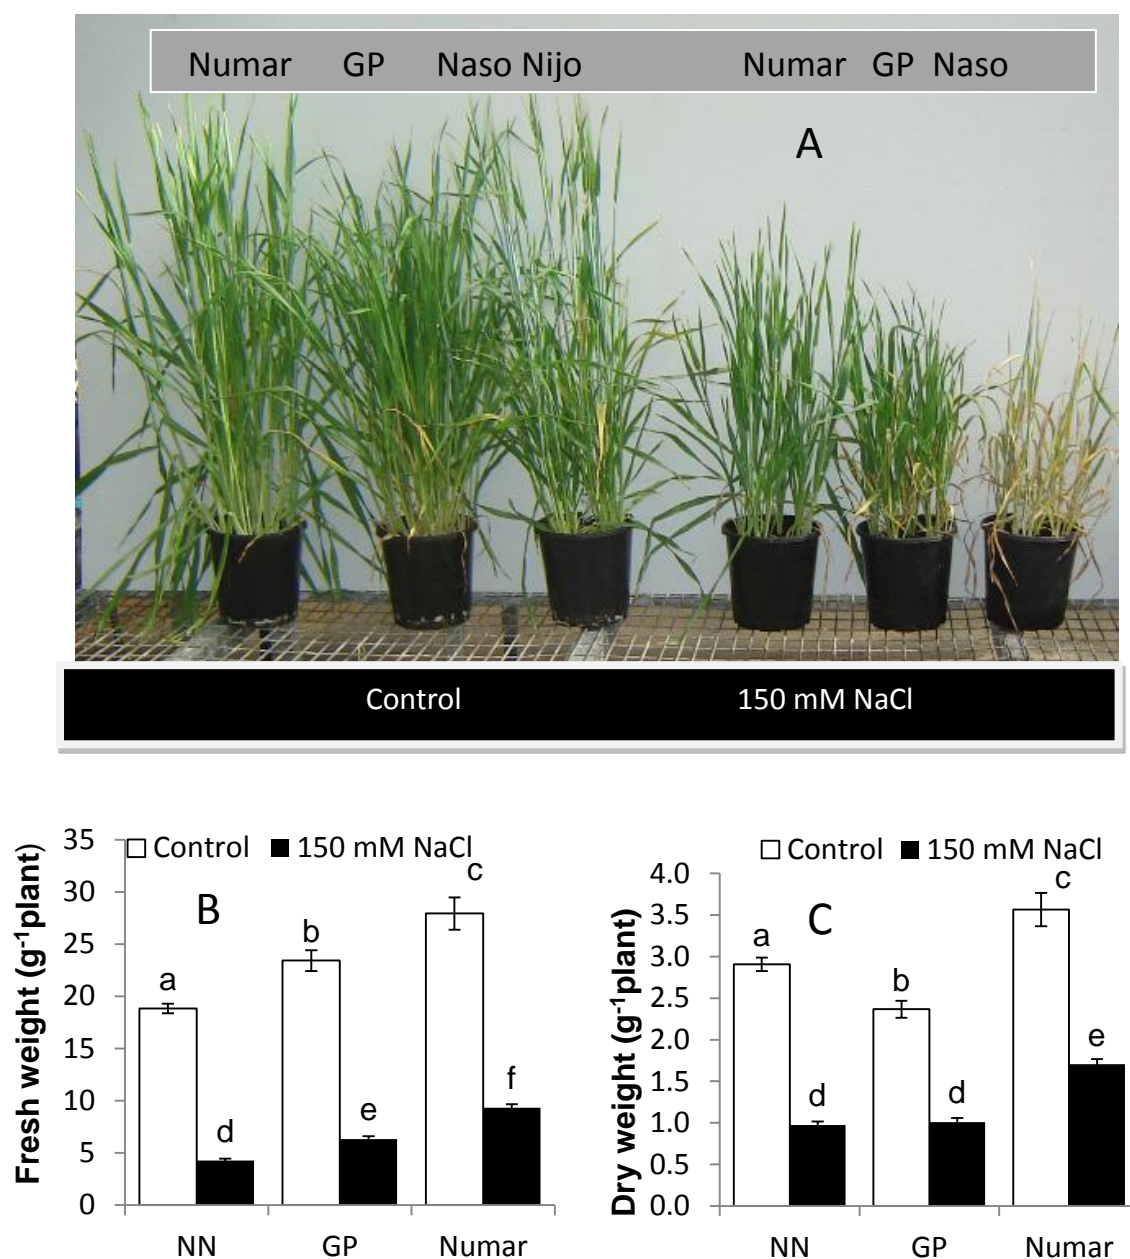 Numar GP Naso Nijo Numar GP Naso
A
Control 150 mM NaCl
Fresh weight (g-1plant)
35
30
25
20
15
10
5
0
Control 150 mM NaCl
B
a
b
c
d
e
f
NN GP Numar
Dry weight (g-1plant)
4.0
3.5
3.0
2.5
2.0
1.5
1.0
0.5
0.0
Control 150 mM NaCl
C
a
b
c
d
d
e
NN GP Numar